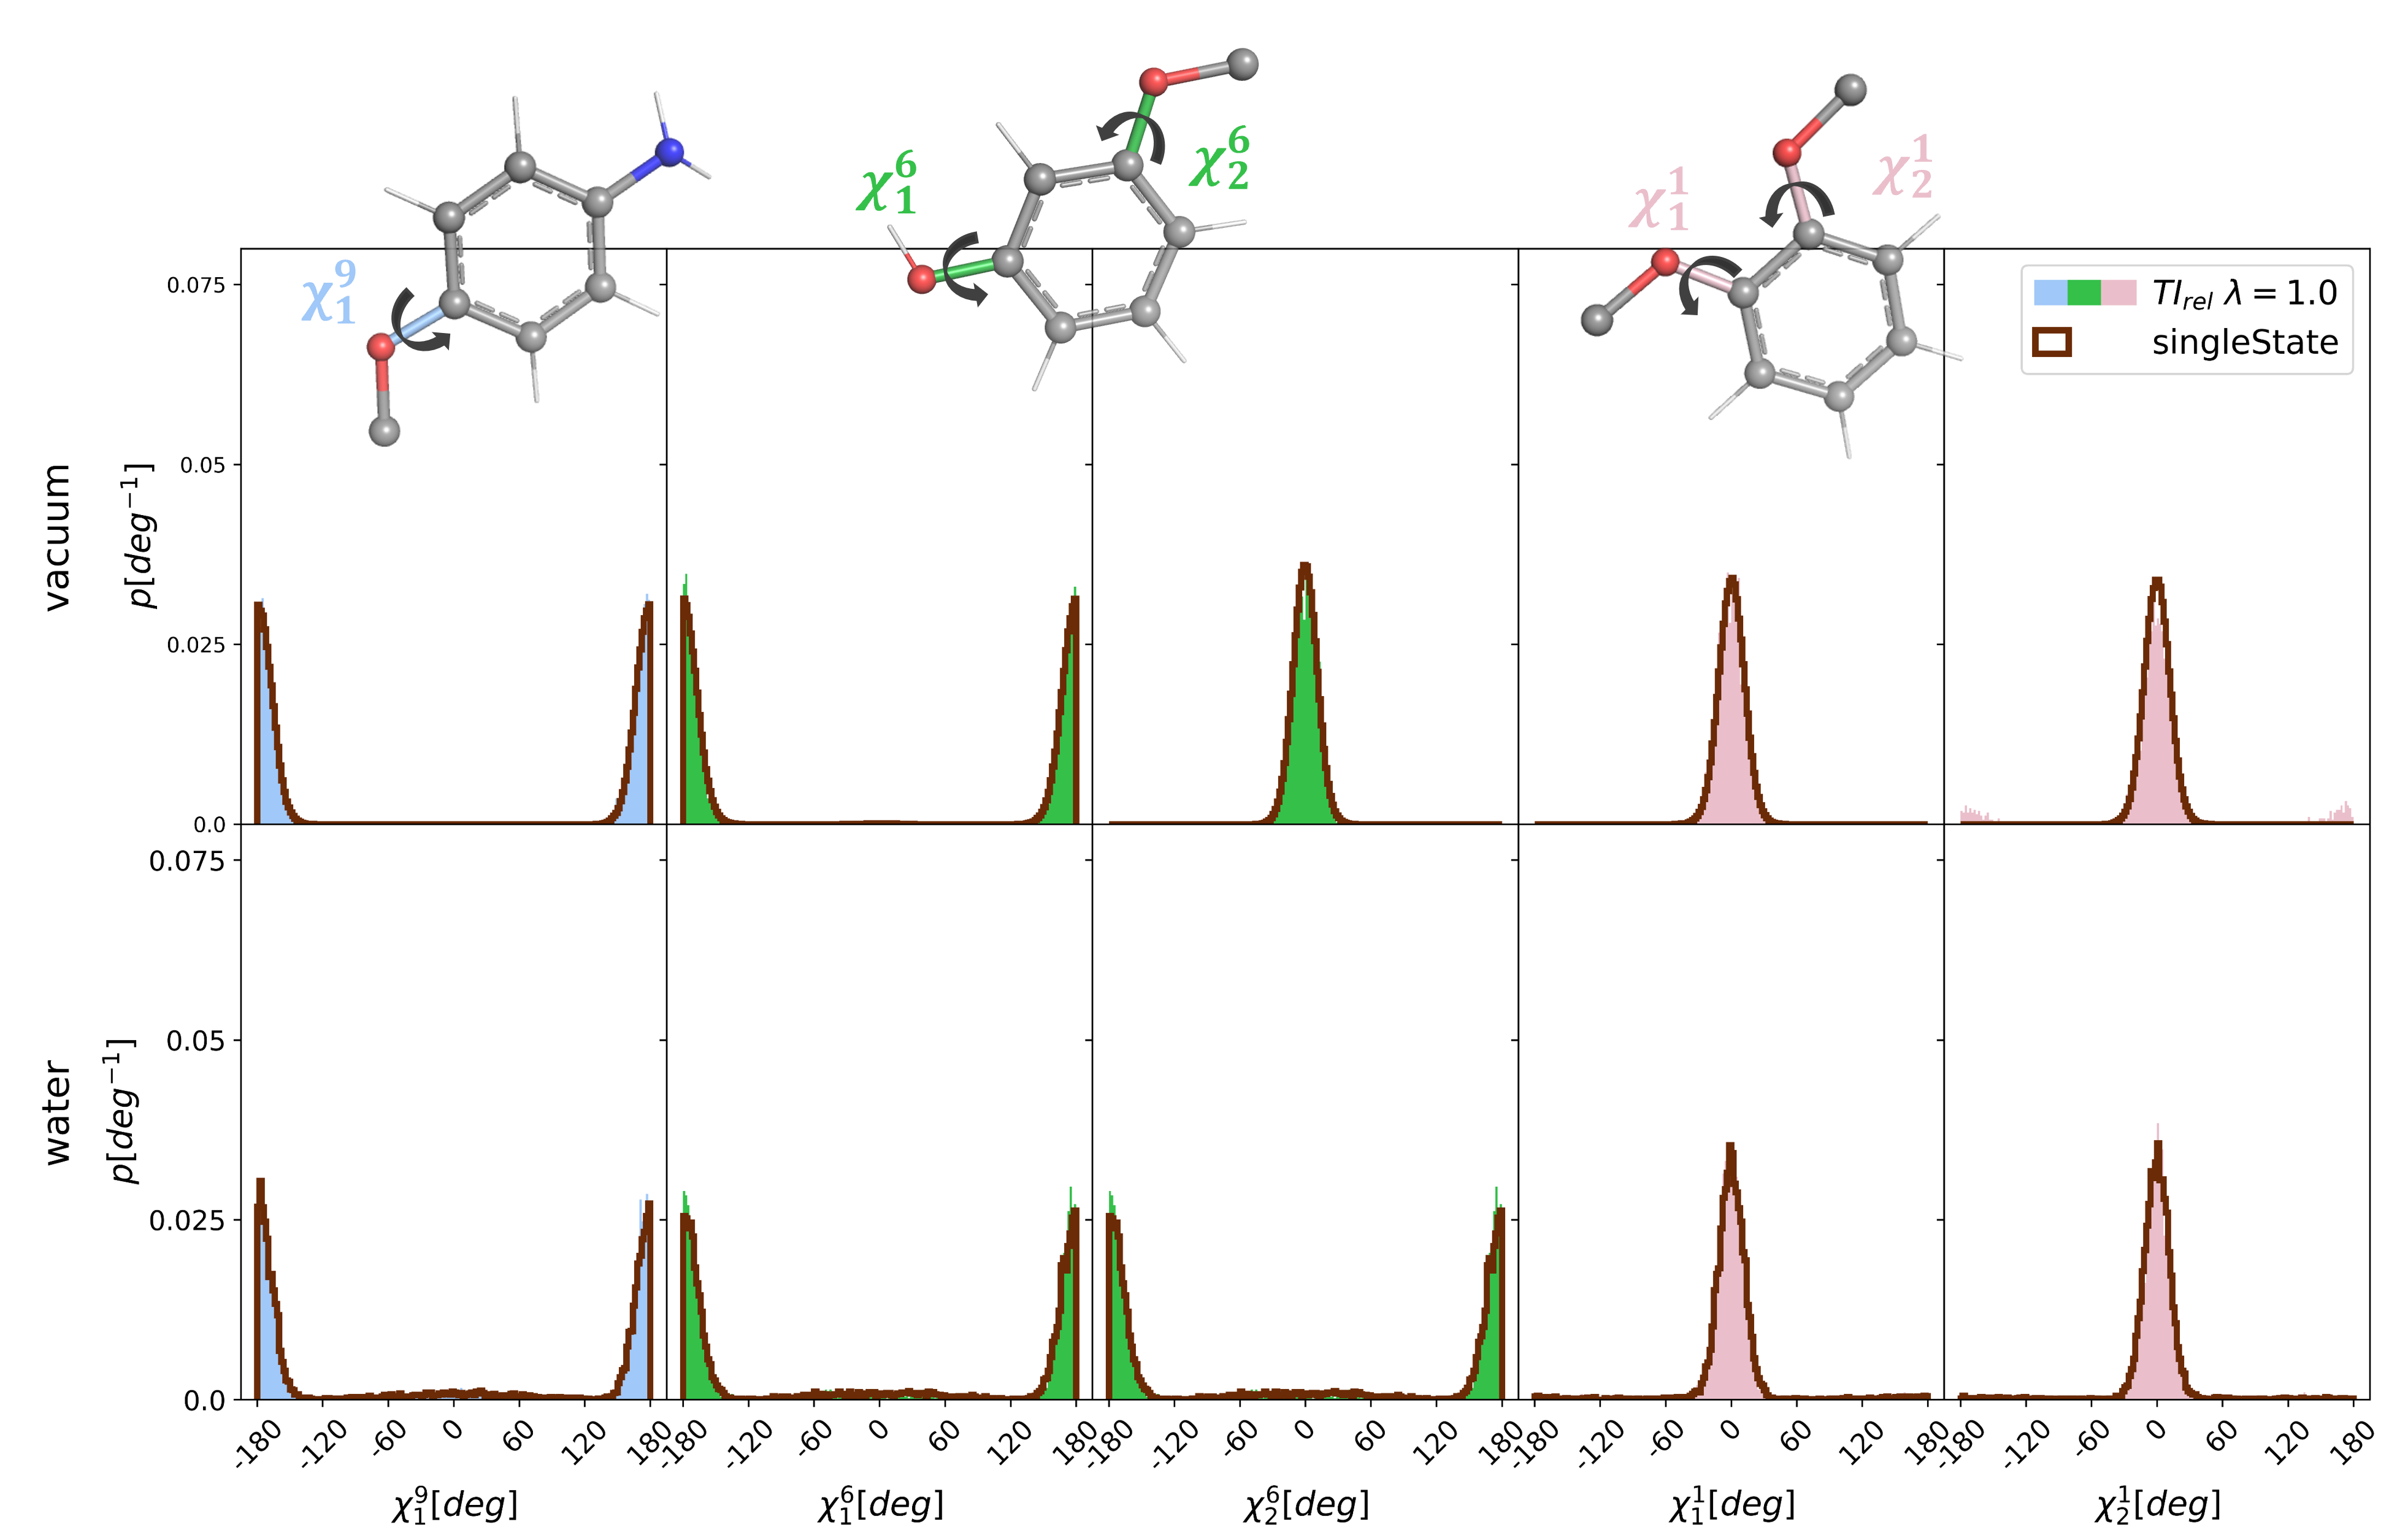 χ₁⁹
χ₁⁶
χ₂⁶
χ₁¹
χ₂¹
TI_rel λ = 1.0
singleState
vacuum
p[deg⁻¹]
0.075
0.05
0.025
0.0
water
p[deg⁻¹]
0.075
0.05
0.025
0.0
-180 -120 -60 0 60 120 180
-180 -120 -60 0 60 120 180
-180 -120 -60 0 60 120 180
-180 -120 -60 0 60 120 180
-180 -120 -60 0 60 120 180
χ₁⁹[deg]
χ₁⁶[deg]
χ₂⁶[deg]
χ₁¹[deg]
χ₂¹[deg]